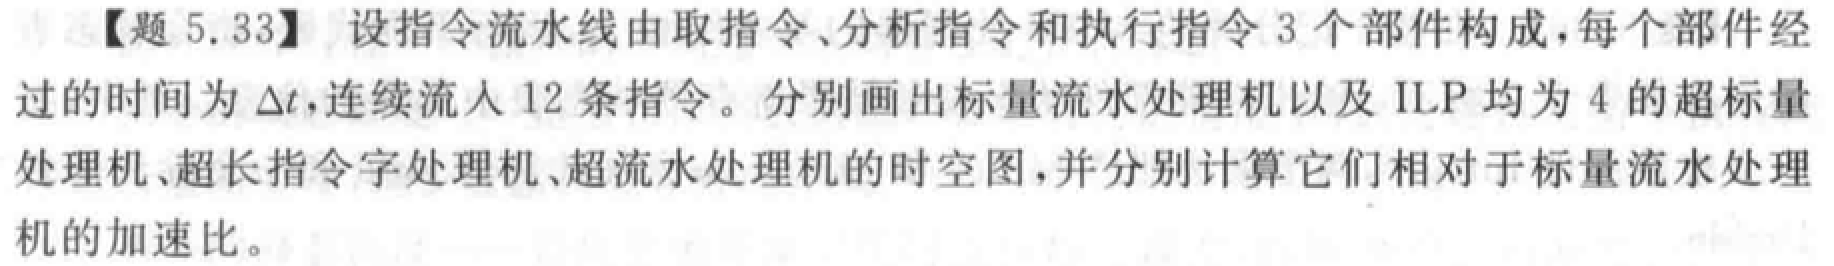 【题 5.33】 设指令流水线由取指令、分析指令和执行指令 3 个部件构成,每个部件经
过的时间为 Δt,连续流入 12 条指令。分别画出标量流水处理机以及 ILP 均为 4 的超标量
处理机、超长指令字处理机、超流水处理机的时空图,并分别计算它们相对于标量流水处理
机的加速比。